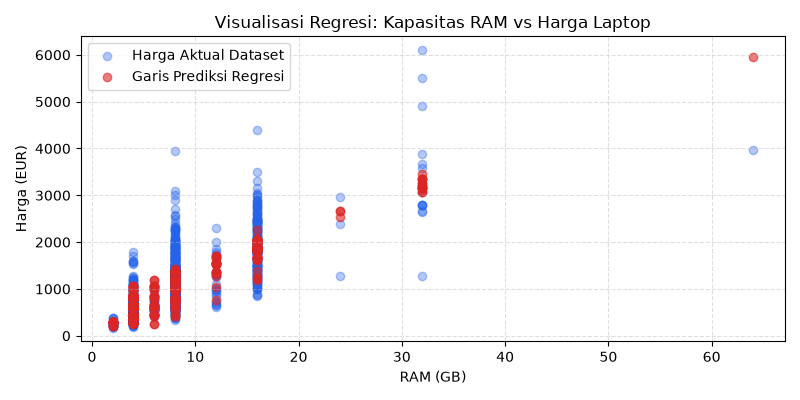 Visualisasi Regresi: Kapasitas RAM vs Harga Laptop
Harga Aktual Dataset
Garis Prediksi Regresi
6000
5000
4000
3000
2000
1000
0
Harga (EUR)
0 10 20 30 40 50 60
RAM (GB)